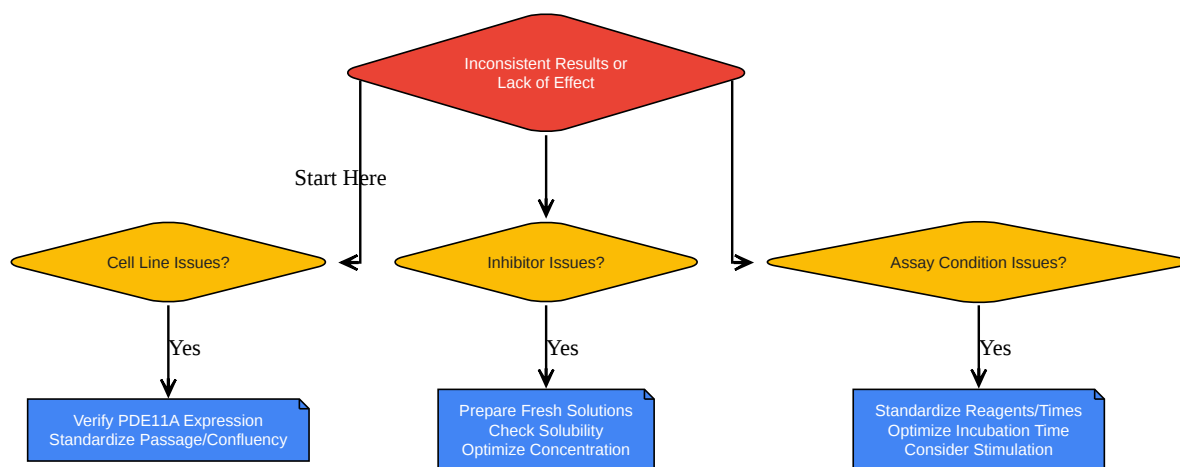 Inconsistent Results or
Lack of Effect
Start Here
Cell Line Issues?
Inhibitor Issues?
Assay Condition Issues?
Yes
Yes
Yes
Verify PDE11A Expression
Standardize Passage/Confluency
Prepare Fresh Solutions
Check Solubility
Optimize Concentration
Standardize Reagents/Times
Optimize Incubation Time
Consider Stimulation